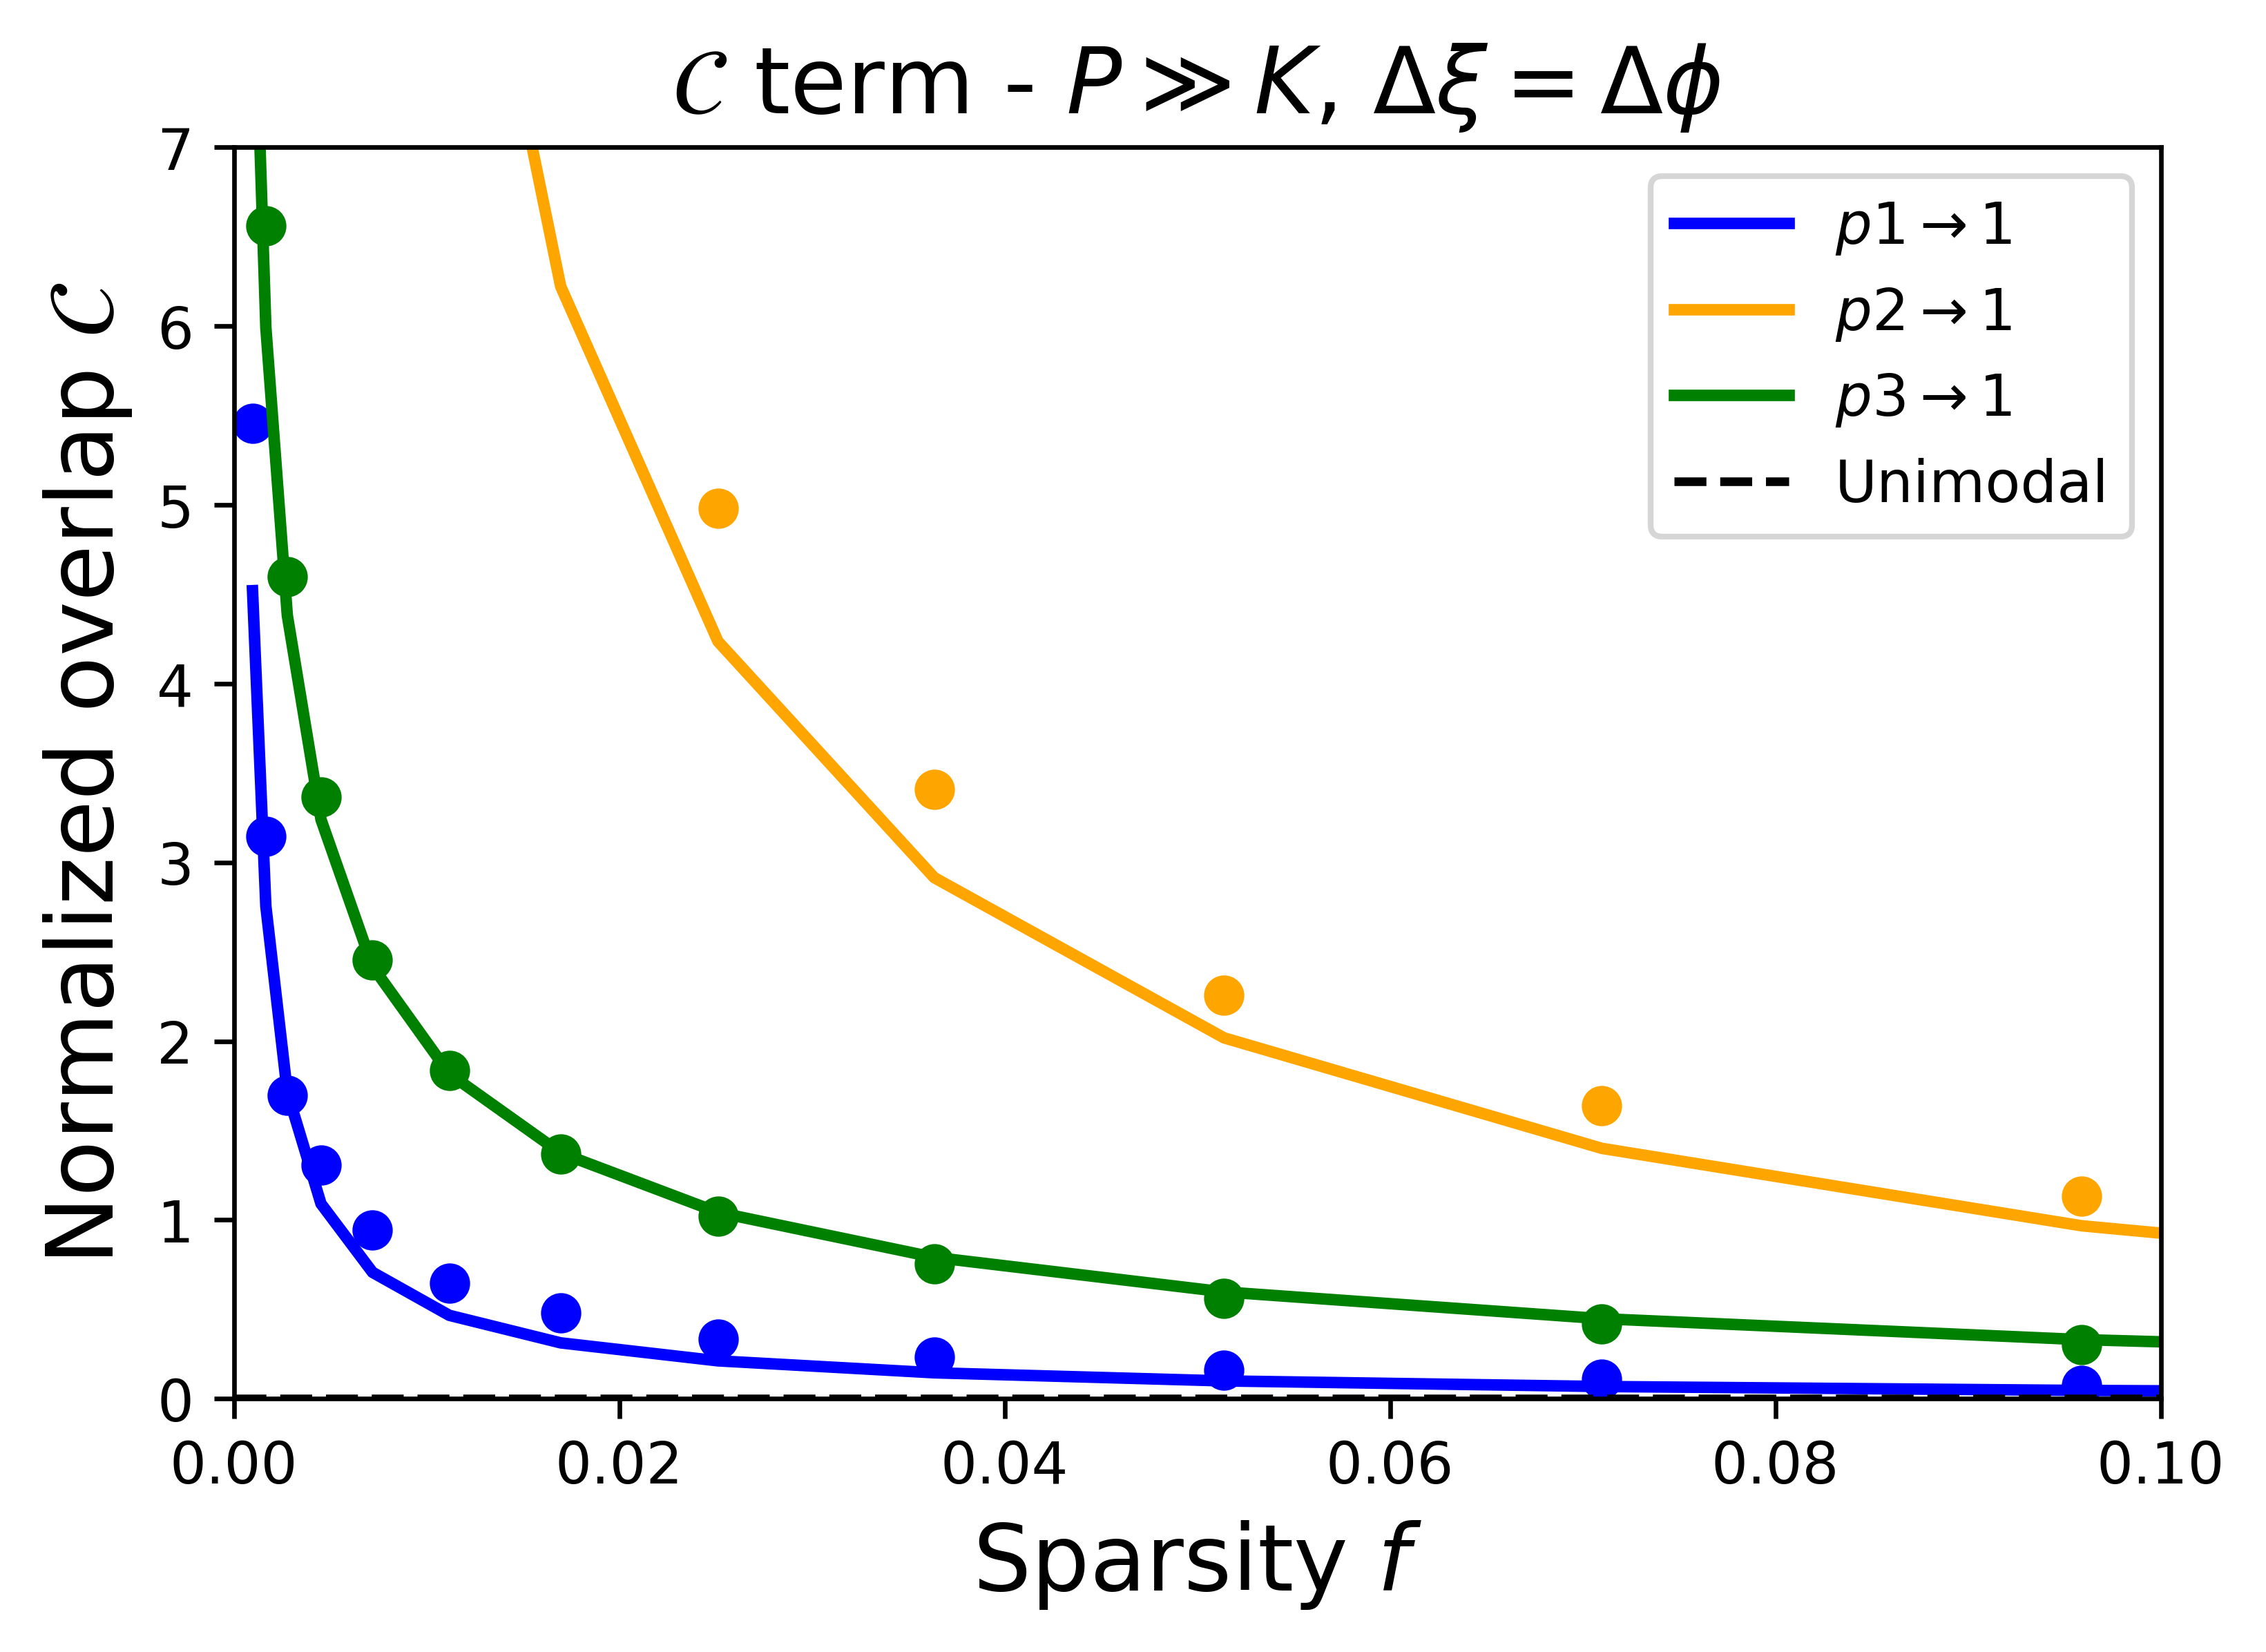 𝒞 term - P ≫ K, Δξ = Δϕ
Normalized overlap 𝒞
7
6
5
4
3
2
1
0
p1→1
p2→1
p3→1
Unimodal
0.00 0.02 0.04 0.06 0.08 0.10
Sparsity f